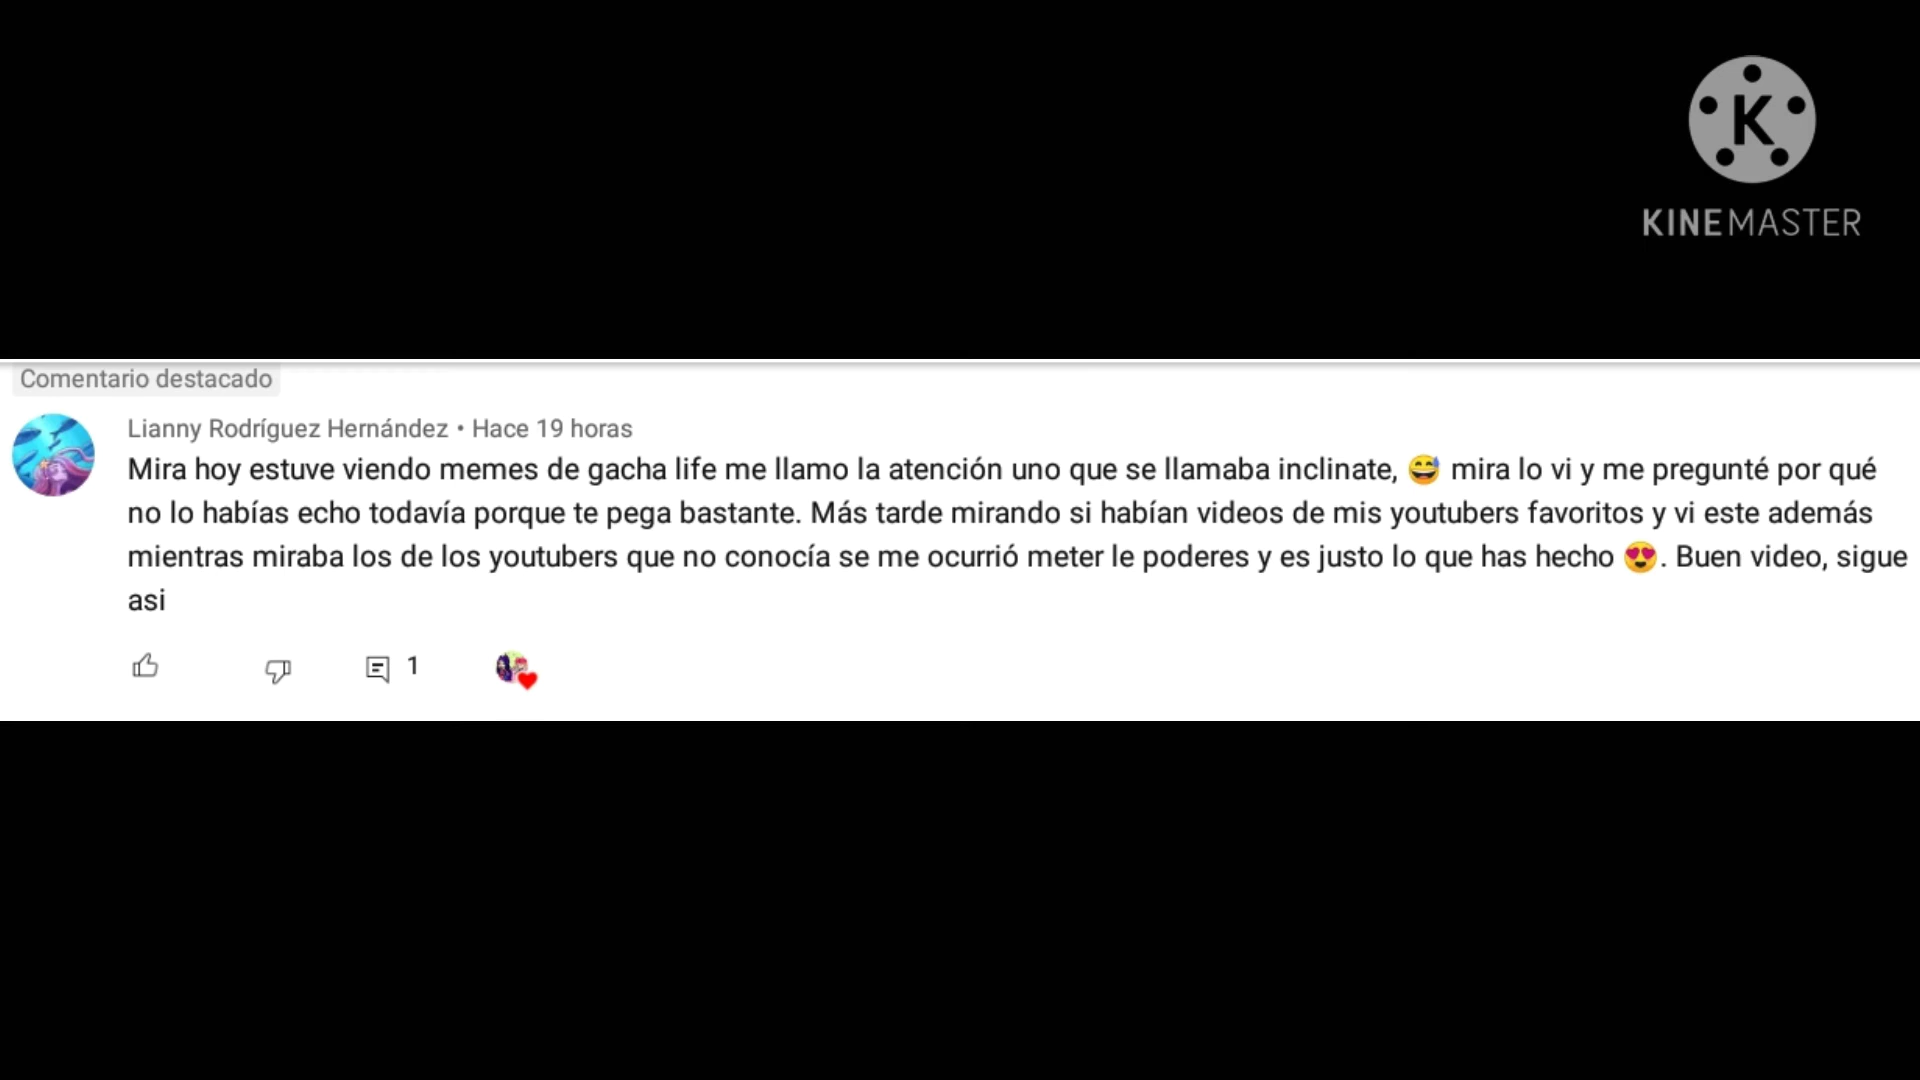 K
KINEMASTER
Comentario destacado
Lianny Rodríguez Hernández • Hace 19 horas
Mira hoy estuve viendo memes de gacha life me llamo la atención uno que se llamaba inclinate, 😅 mira lo vi y me pregunté por qué
no lo habías echo todavía porque te pega bastante. Más tarde mirando si habían videos de mis youtubers favoritos y vi este además
mientras miraba los de los youtubers que no conocía se me ocurrió meter le poderes y es justo lo que has hecho 😍. Buen video, sigue
asi
1